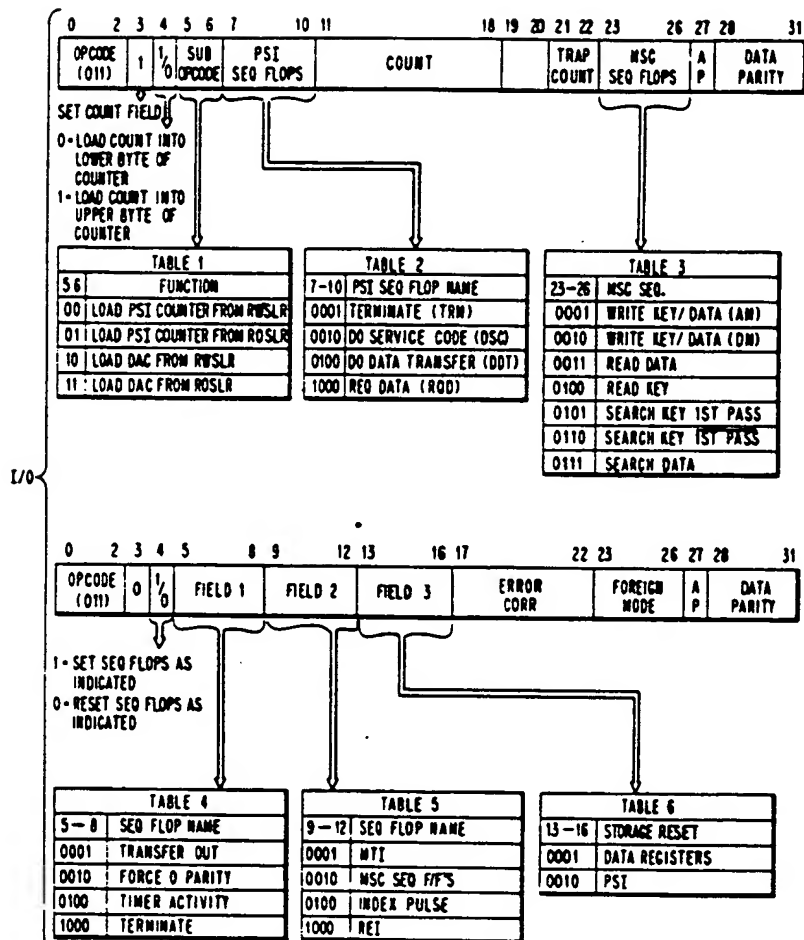 0 2 3 4 5 6 7 10 11 18 19 20 21 22 23 26 27 28 31
OPCODE (011) 1 1/0 SUB OPCODE PSI SEQ FLOPS COUNT TRAP COUNT MSC SEQ FLOPS A P DATA PARITY
SET COUNT FIELD
0-LOAD COUNT INTO
LOWER BYTE OF
COUNTER
1-LOAD COUNT INTO
UPPER BYTE OF
COUNTER
TABLE 1
5 6 FUNCTION
00 LOAD PSI COUNTER FROM RWSLR
01 LOAD PSI COUNTER FROM ROSLR
10 LOAD DAC FROM RWSLR
11 LOAD DAC FROM ROSLR
TABLE 2
7-10 PSI SEQ FLOP NAME
0001 TERMINATE (TRM)
0010 DO SERVICE CODE (DSC)
0100 DO DATA TRANSFER (DDT)
1000 REQ DATA (RQD)
TABLE 3
23-26 MSC SEQ.
0001 WRITE KEY/DATA (AM)
0010 WRITE KEY/DATA (DM)
0011 READ DATA
0100 READ KEY
0101 SEARCH KEY 1ST PASS
0110 SEARCH KEY 1ST PASS
0111 SEARCH DATA
I/O
0 2 3 4 5 8 9 12 13 16 17 22 23 26 27 28 31
OPCODE (011) 0 1/0 FIELD 1 FIELD 2 FIELD 3 ERROR CORR FOREIGN MODE A P DATA PARITY
1-SET SEQ FLOPS AS
INDICATED
0-RESET SEQ FLOPS AS
INDICATED
TABLE 4
5-8 SEQ FLOP NAME
0001 TRANSFER OUT
0010 FORCE 0 PARITY
0100 TIMER ACTIVITY
1000 TERMINATE
TABLE 5
9-12 SEQ FLOP NAME
0001 MTI
0010 MSC SEQ F/F'S
0100 INDEX PULSE
1000 REI
TABLE 6
13-16 STORAGE RESET
0001 DATA REGISTERS
0010 PSI